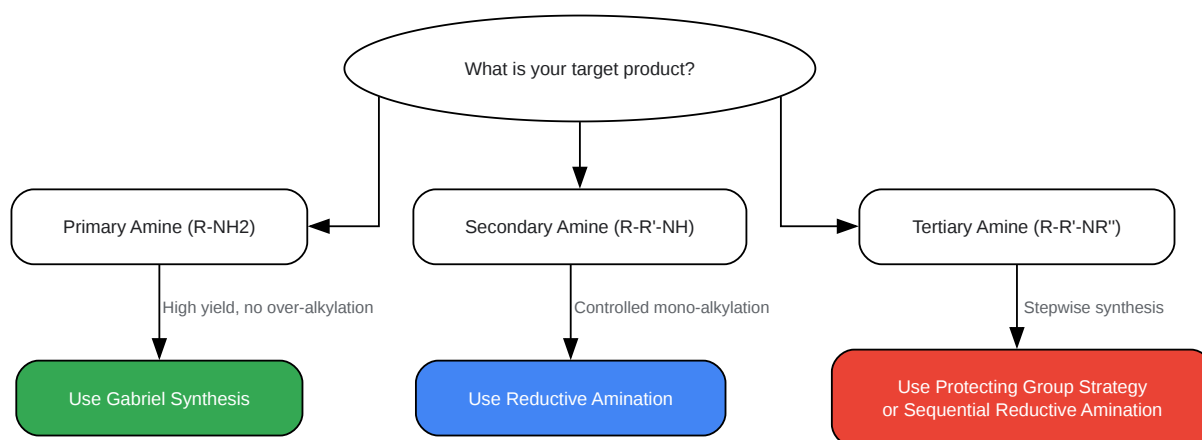 What is your target product?
Primary Amine (R-NH2)
Secondary Amine (R-R'-NH)
Tertiary Amine (R-R'-NR'')
High yield, no over-alkylation
Controlled mono-alkylation
Stepwise synthesis
Use Gabriel Synthesis
Use Reductive Amination
Use Protecting Group Strategy
or Sequential Reductive Amination